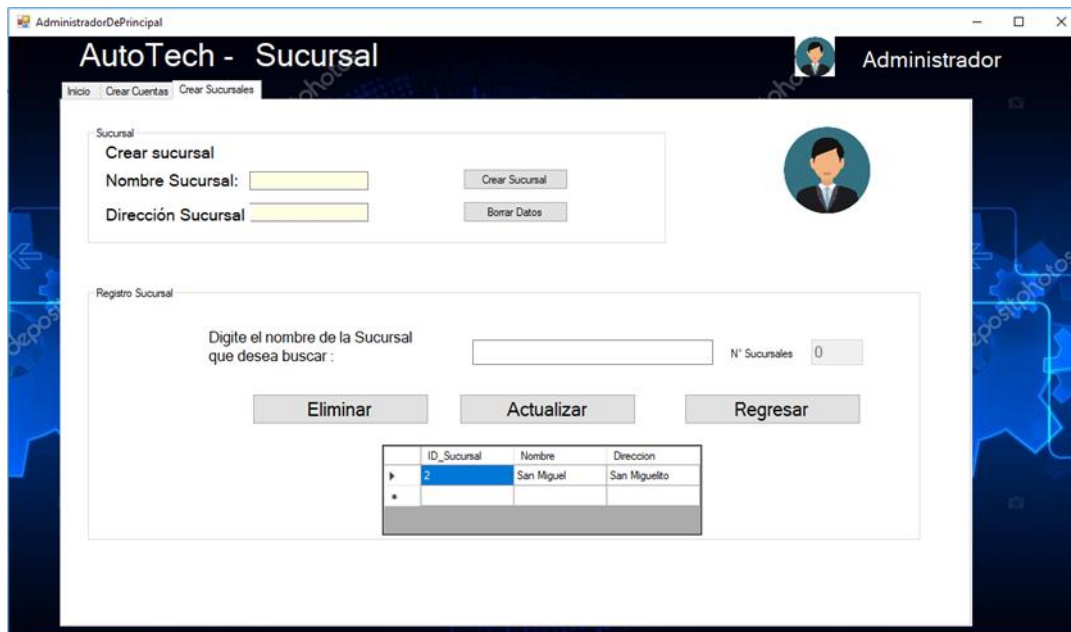 AdministradorDePrincipal
AutoTech - Sucursal
Administrador
Inicio Crear Cuentas Crear Sucursales
Sucursal
Crear sucursal
Nombre Sucursal:
Crear Sucursal
Dirección Sucursal
Borrar Datos
Registro Sucursal
Digite el nombre de la Sucursal
que desea buscar :
N° Sucursales 0
Eliminar Actualizar Regresar
ID_Sucursal Nombre Direccion
2 San Miguel San Miguelito
depositphotos
depositphotos